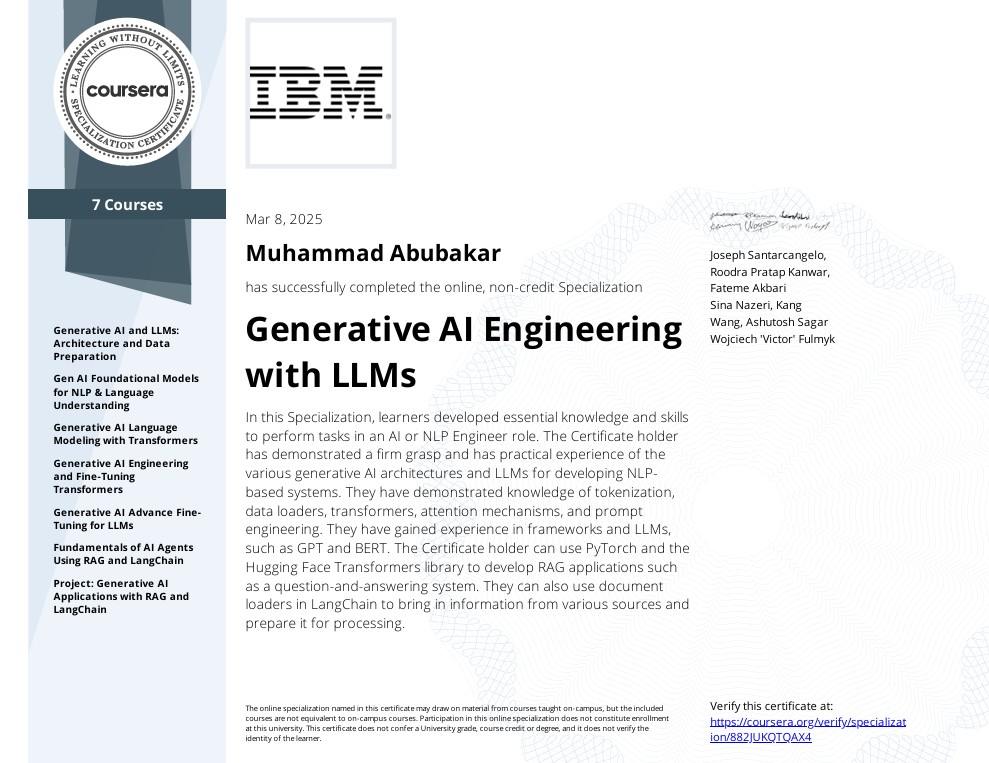 LEARNING WITHOUT LIMITS
coursera
SPECIALIZATION CERTIFICATE
IBM®
7 Courses
Generative AI and LLMs:
Architecture and Data
Preparation
Gen AI Foundational Models
for NLP & Language
Understanding
Generative AI Language
Modeling with Transformers
Generative AI Engineering
and Fine-Tuning
Transformers
Generative AI Advance Fine-
Tuning for LLMs
Fundamentals of AI Agents
Using RAG and LangChain
Project: Generative AI
Applications with RAG and
LangChain
Mar 8, 2025
Muhammad Abubakar
has successfully completed the online, non-credit Specialization
Generative AI Engineering
with LLMs
In this Specialization, learners developed essential knowledge and skills
to perform tasks in an AI or NLP Engineer role. The Certificate holder
has demonstrated a firm grasp and has practical experience of the
various generative AI architectures and LLMs for developing NLP-
based systems. They have demonstrated knowledge of tokenization,
data loaders, transformers, attention mechanisms, and prompt
engineering. They have gained experience in frameworks and LLMs,
such as GPT and BERT. The Certificate holder can use PyTorch and the
Hugging Face Transformers library to develop RAG applications such
as a question-and-answering system. They can also use document
loaders in LangChain to bring in information from various sources and
prepare it for processing.
Joseph Santarcangelo,
Roodra Pratap Kanwar,
Fateme Akbari
Sina Nazeri, Kang
Wang, Ashutosh Sagar
Wojciech 'Victor' Fulmyk
The online specialization named in this certificate may draw on material from courses taught on-campus, but the included
courses are not equivalent to on-campus courses. Participation in this online specialization does not constitute enrollment
at this university. This certificate does not confer a University grade, course credit or degree, and it does not verify the
identity of the learner.
Verify this certificate at:
https://coursera.org/verify/specializat
ion/882JUKQTQAX4